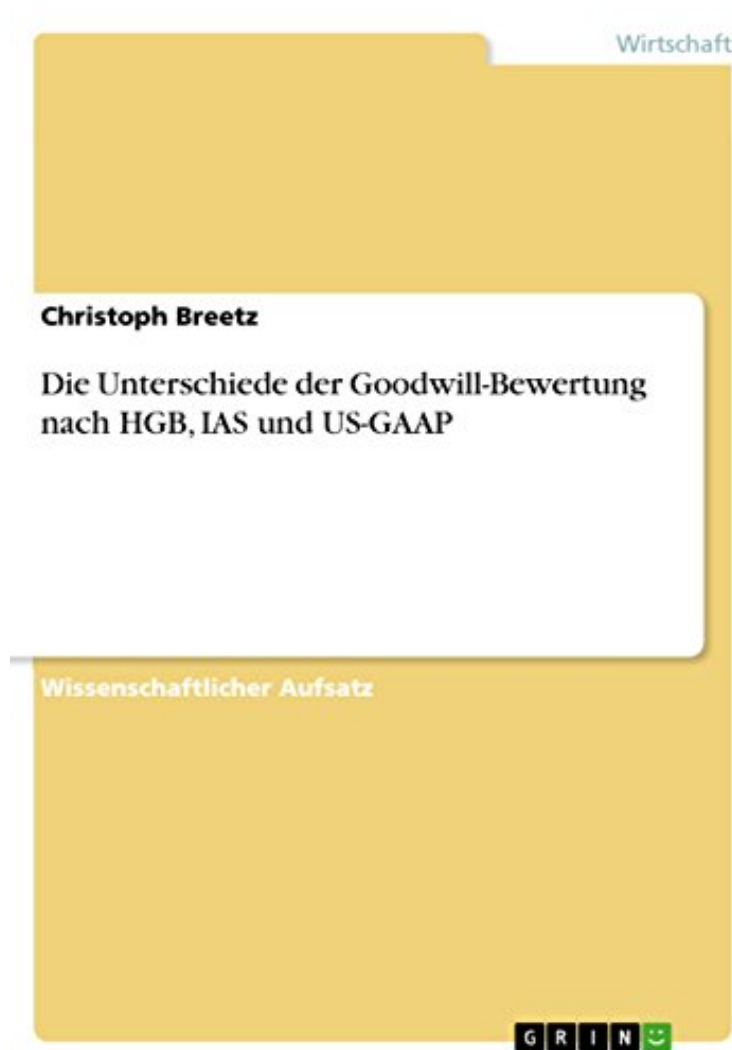 Wirtschaft
Christoph Breetz
Die Unterschiede der Goodwill-Bewertung
nach HGB, IAS und US-GAAP
Wissenschaftlicher Aufsatz
GRIN